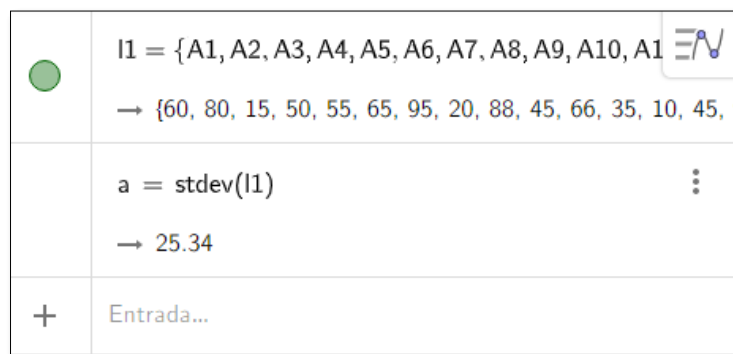 l1 = {A1, A2, A3, A4, A5, A6, A7, A8, A9, A10, A1
→ {60, 80, 15, 50, 55, 65, 95, 20, 88, 45, 66, 35, 10, 45,
a = stdev(l1)
→ 25.34
+ Entrada...